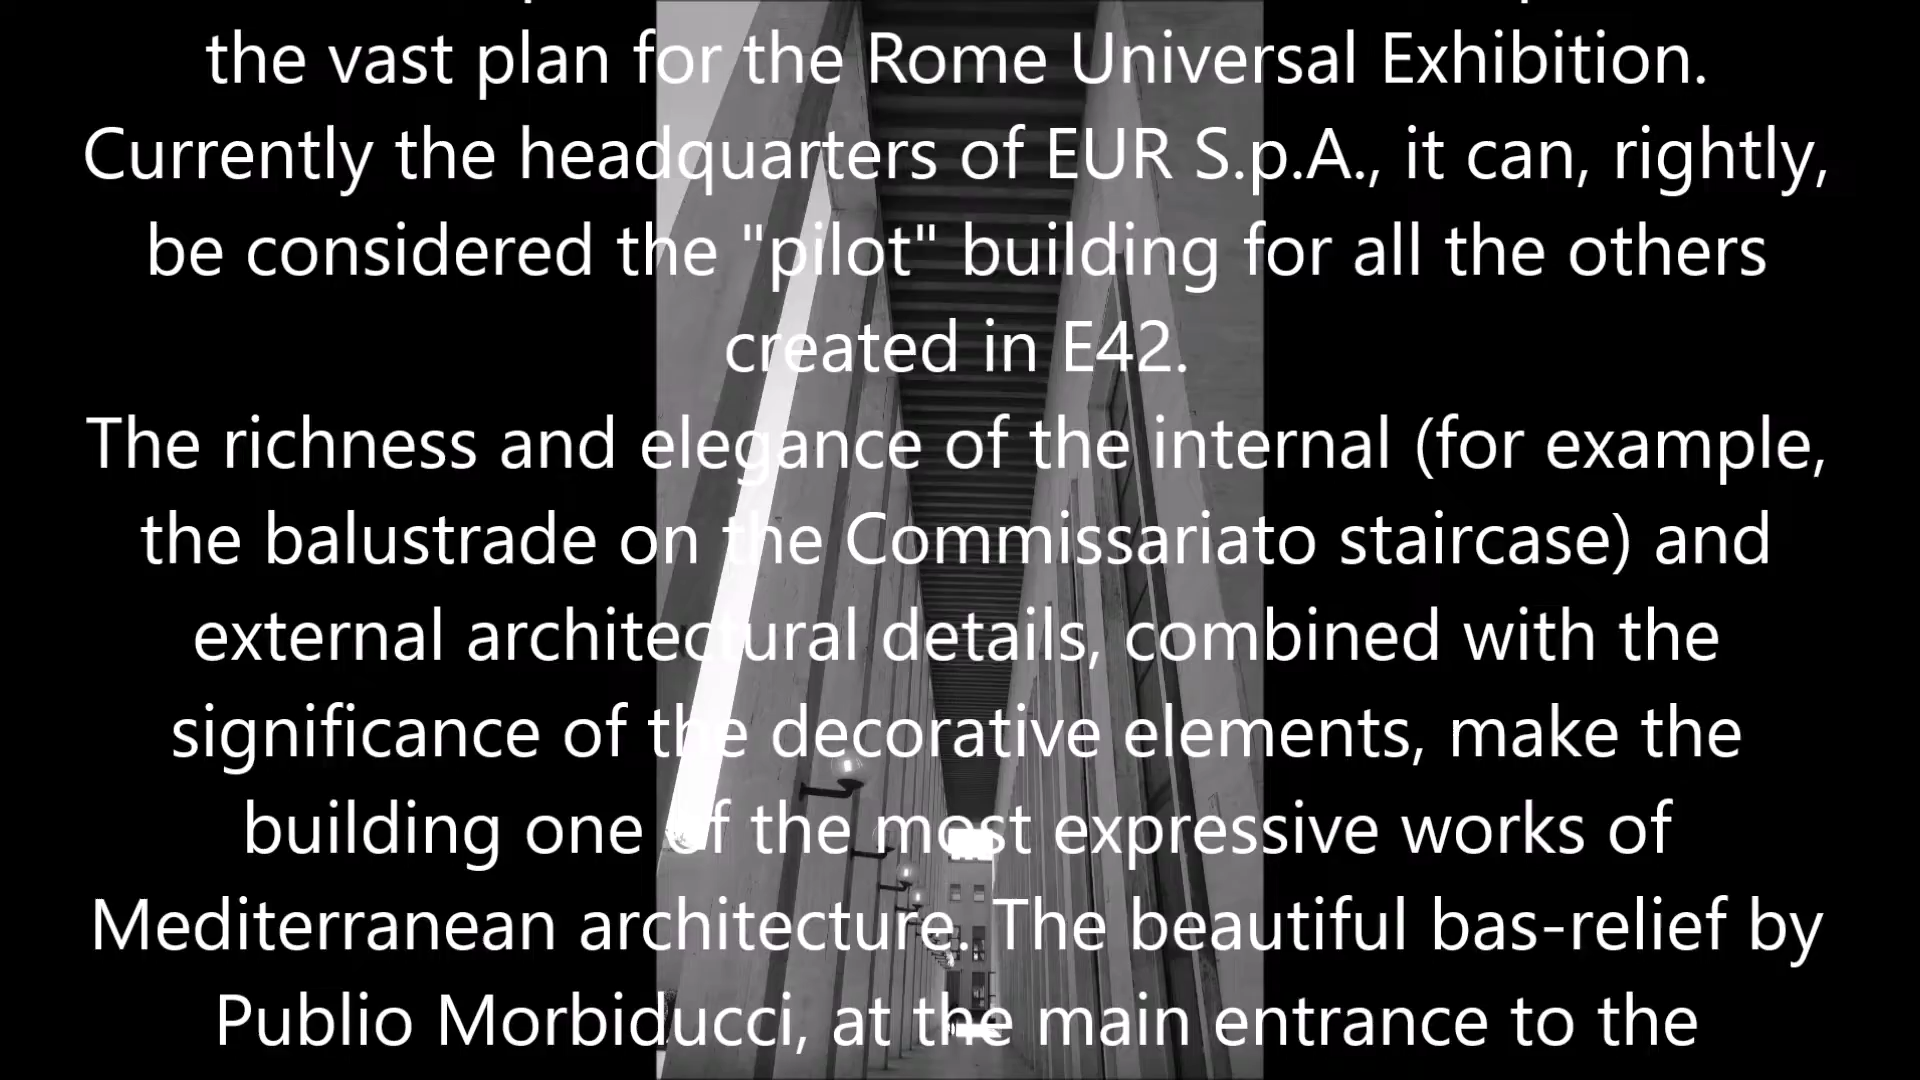 the vast plan for the Rome Universal Exhibition.
Currently the headquarters of EUR S.p.A., it can, rightly,
be considered the "pilot" building for all the others
created in E42.
The richness and elegance of the internal (for example,
the balustrade on the Commissariato staircase) and
external architectural details, combined with the
significance of the decorative elements, make the
building one of the most expressive works of
Mediterranean architecture. The beautiful bas-relief by
Publio Morbiducci, at the main entrance to the